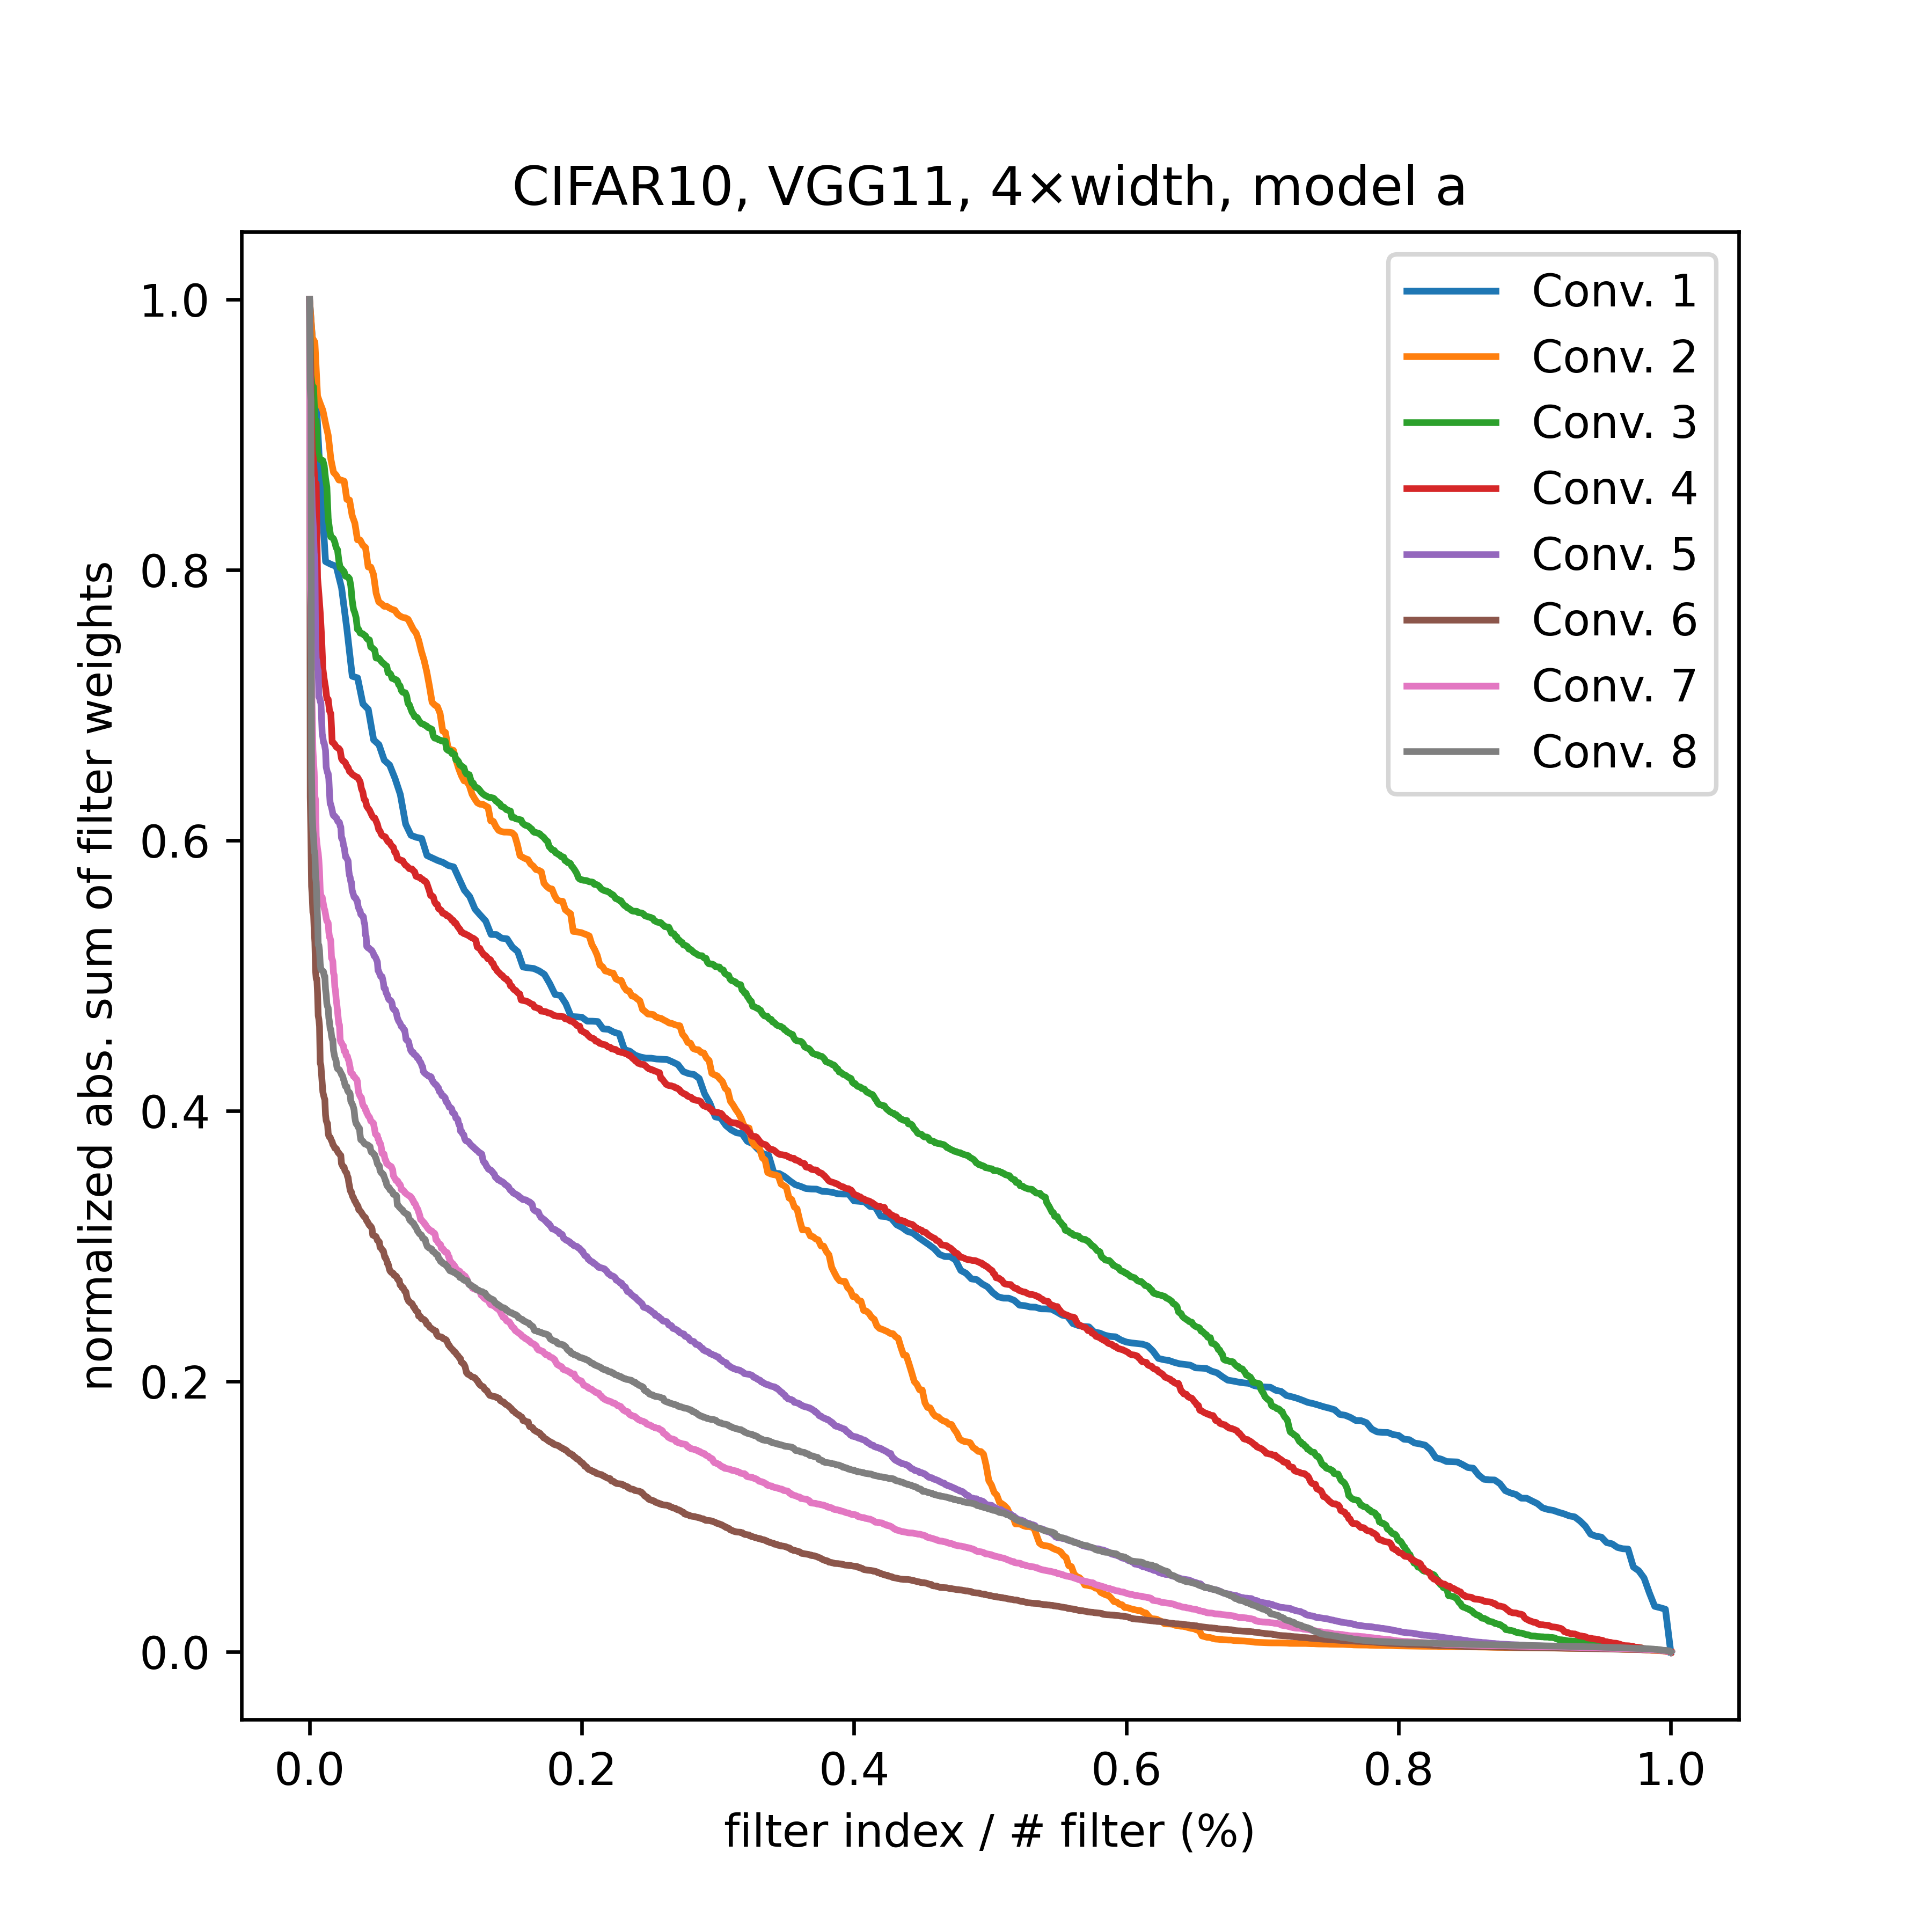 CIFAR10, VGG11, 4×width, model a
normalized abs. sum of filter weights
1.0
0.8
0.6
0.4
0.2
0.0
Conv. 1
Conv. 2
Conv. 3
Conv. 4
Conv. 5
Conv. 6
Conv. 7
Conv. 8
0.0 0.2 0.4 0.6 0.8 1.0
filter index / # filter (%)